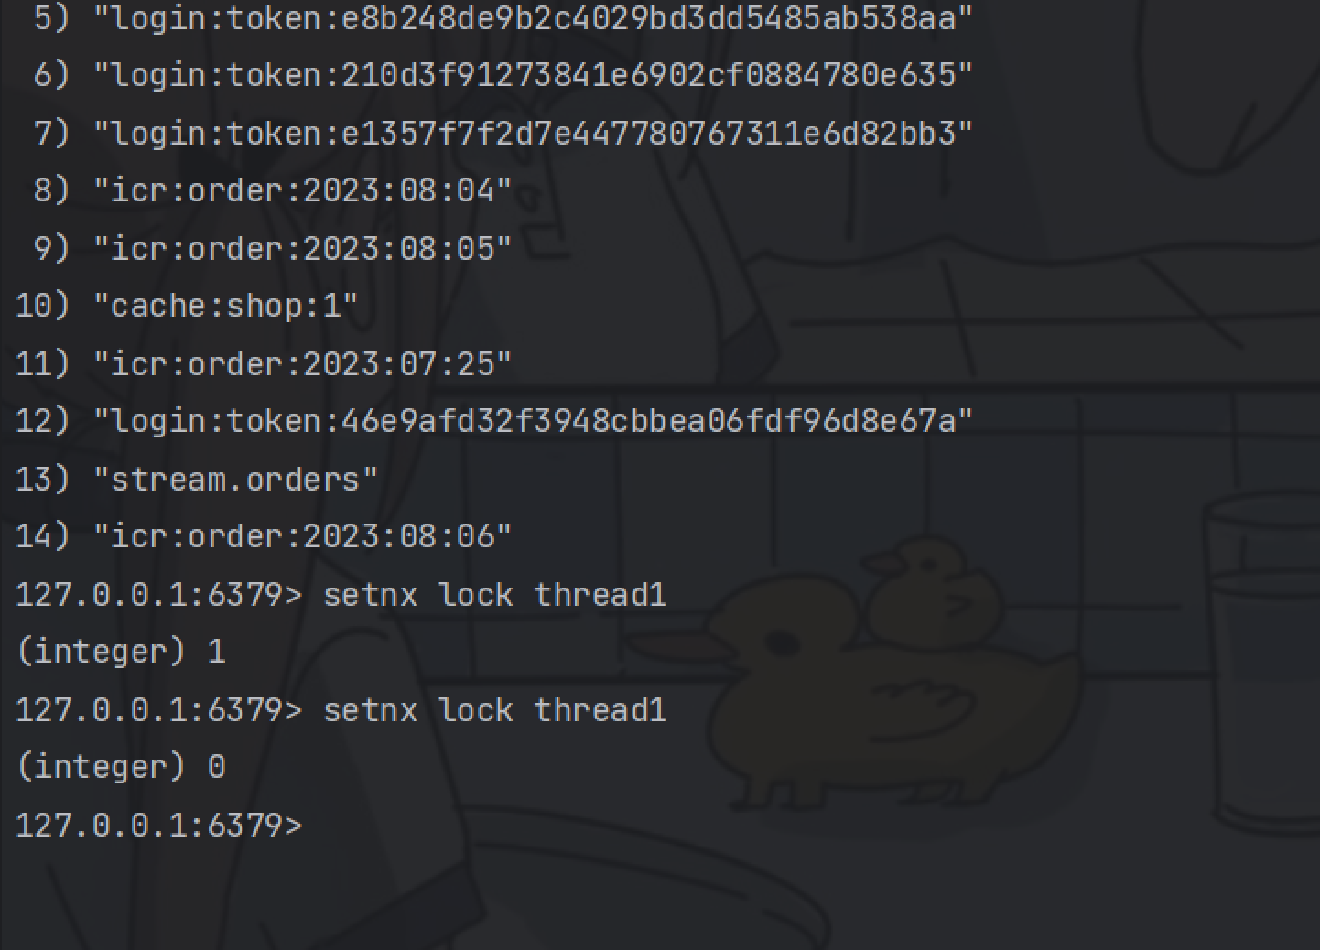 5) "login:token:e8b248de9b2c4029bd3dd5485ab538aa"
6) "login:token:210d3f91273841e6902cf0884780e635"
7) "login:token:e1357f7f2d7e447780767311e6d82bb3"
8) "icr:order:2023:08:04"
9) "icr:order:2023:08:05"
10) "cache:shop:1"
11) "icr:order:2023:07:25"
12) "login:token:46e9afd32f3948cbbea06fdf96d8e67a"
13) "stream.orders"
14) "icr:order:2023:08:06"
127.0.0.1:6379> setnx lock thread1
(integer) 1
127.0.0.1:6379> setnx lock thread1
(integer) 0
127.0.0.1:6379>